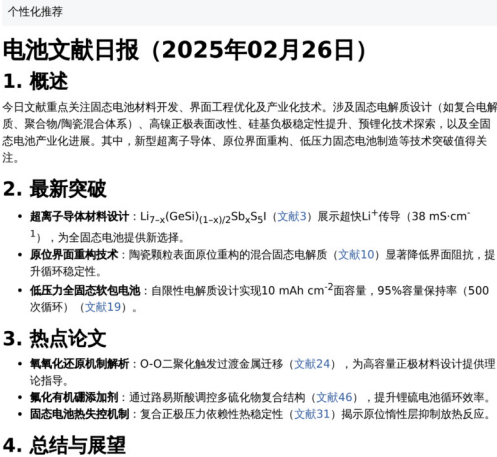 个性化推荐
电池文献日报（2025年02月26日）
1. 概述
今日文献重点关注固态电池材料开发、界面工程优化及产业化技术。涉及固态电解质设计（如复合电解
质、聚合物/陶瓷混合体系）、高镍正极表面改性、硅基负极稳定性提升、预锂化技术探索，以及全固
态电池产业化进展。其中，新型超离子导体、原位界面重构、低压力固态电池制造等技术突破值得关
注。
2. 最新突破
• 超离子导体材料设计：Li7–x(GeSi)(1–x)/2SbxS5I（文献3）展示超快Li+传导（38 mS·cm-
1），为全固态电池提供新选择。
• 原位界面重构技术：陶瓷颗粒表面原位重构的混合固态电解质（文献10）显著降低界面阻抗，提
升循环稳定性。
• 低压力全固态软包电池：自限性电解质设计实现10 mAh cm-2面容量，95%容量保持率（500
次循环）（文献19）。
3. 热点论文
• 氧氧化还原机制解析：O-O二聚化触发过渡金属迁移（文献24），为高容量正极材料设计提供理
论指导。
• 氟化有机硼添加剂：通过路易斯酸调控多硫化物复合结构（文献46），提升锂硫电池循环效率。
• 固态电池热失控机制：复合正极压力依赖性热稳定性（文献31）揭示原位惰性层抑制放热反应。
4. 总结与展望